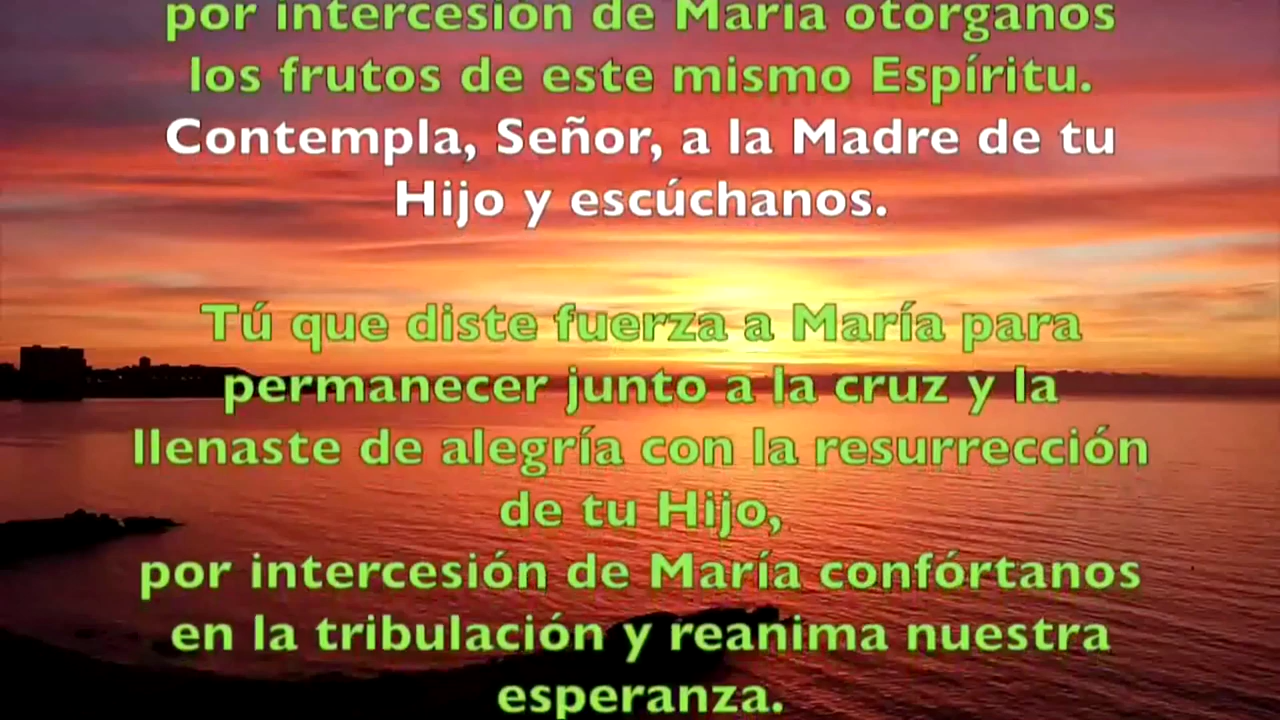 por intercesión de María otórganos
los frutos de este mismo Espíritu.
Contempla, Señor, a la Madre de tu
Hijo y escúchanos.
Tú que diste fuerza a María para
permanecer junto a la cruz y la
llenaste de alegría con la resurrección
de tu Hijo,
por intercesión de María confórtanos
en la tribulación y reanima nuestra
esperanza.